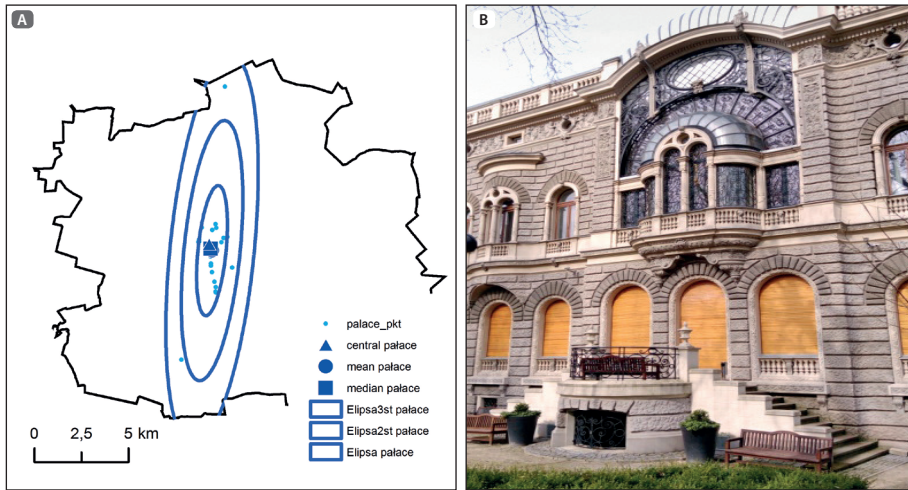 A
palace_pkt
central pałace
mean pałace
median pałace
Elipsa3st pałace
Elipsa2st pałace
Elipsa pałace
0 2,5 5 km
B